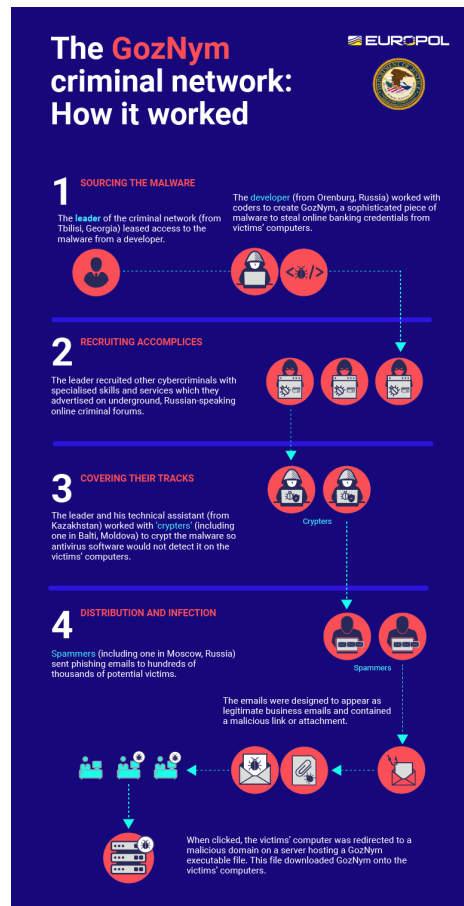 The GozNym
criminal network:
How it worked
EUROPOL
1 SOURCING THE MALWARE
The leader of the criminal network (from
Tbilisi, Georgia) leased access to the
malware from a developer.
The developer (from Orenburg, Russia) worked with
coders to create GozNym, a sophisticated piece of
malware to steal online banking credentials from
victims' computers.
2 RECRUITING ACCOMPLICES
The leader recruited other cybercriminals with
specialised skills and services which they
advertised on underground, Russian-speaking
online criminal forums.
3 COVERING THEIR TRACKS
The leader and his technical assistant (from
Kazakhstan) worked with 'crypters' (including
one in Balti, Moldova) to crypt the malware so
antivirus software would not detect it on the
victims' computers.
Crypters
4 DISTRIBUTION AND INFECTION
Spammers (including one in Moscow, Russia)
sent phishing emails to hundreds of
thousands of potential victims.
Spammers
The emails were designed to appear as
legitimate business emails and contained
a malicious link or attachment.
When clicked, the victims' computer was redirected to a
malicious domain on a server hosting a GozNym
executable file. This file downloaded GozNym onto the
victims' computers.